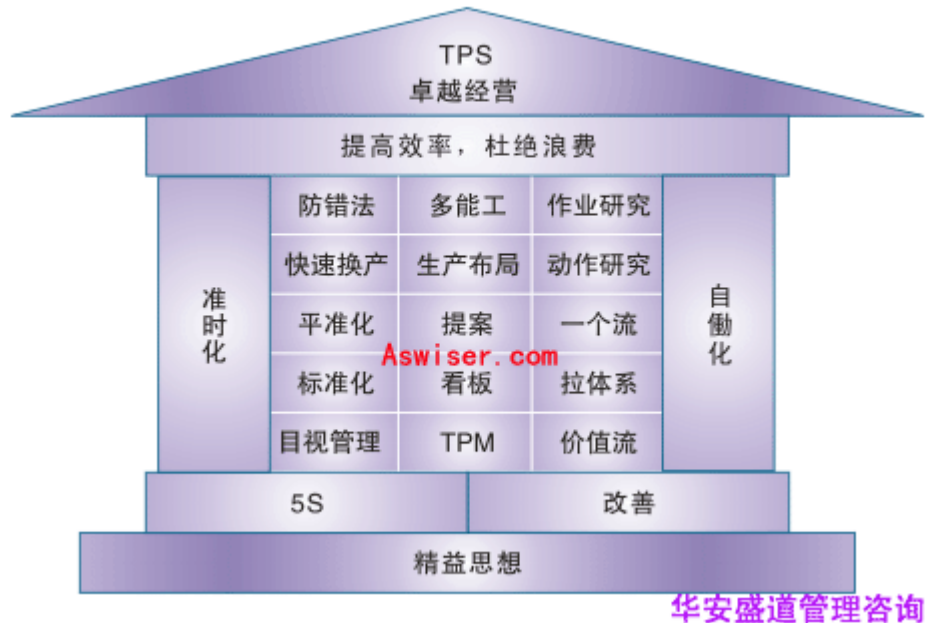 TPS
卓越经营
提高效率，杜绝浪费
准时化
防错法 多能工 作业研究
快速换产 生产布局 动作研究
平准化 提案 一个流
Aswiser.com
标准化 看板 拉体系
目视管理 TPM 价值流
自働化
5S 改善
精益思想
华安盛道管理咨询